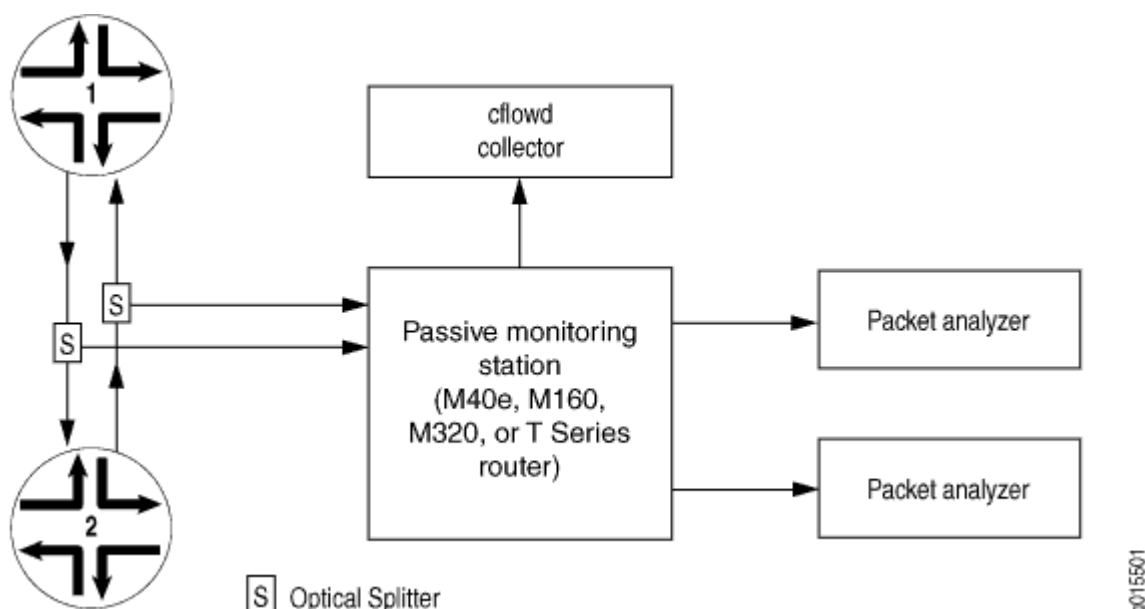 1
cflowd
collector
S
S
Passive monitoring
station
(M40e, M160,
M320, or T Series
router)
Packet analyzer
Packet analyzer
2
S Optical Splitter
015501